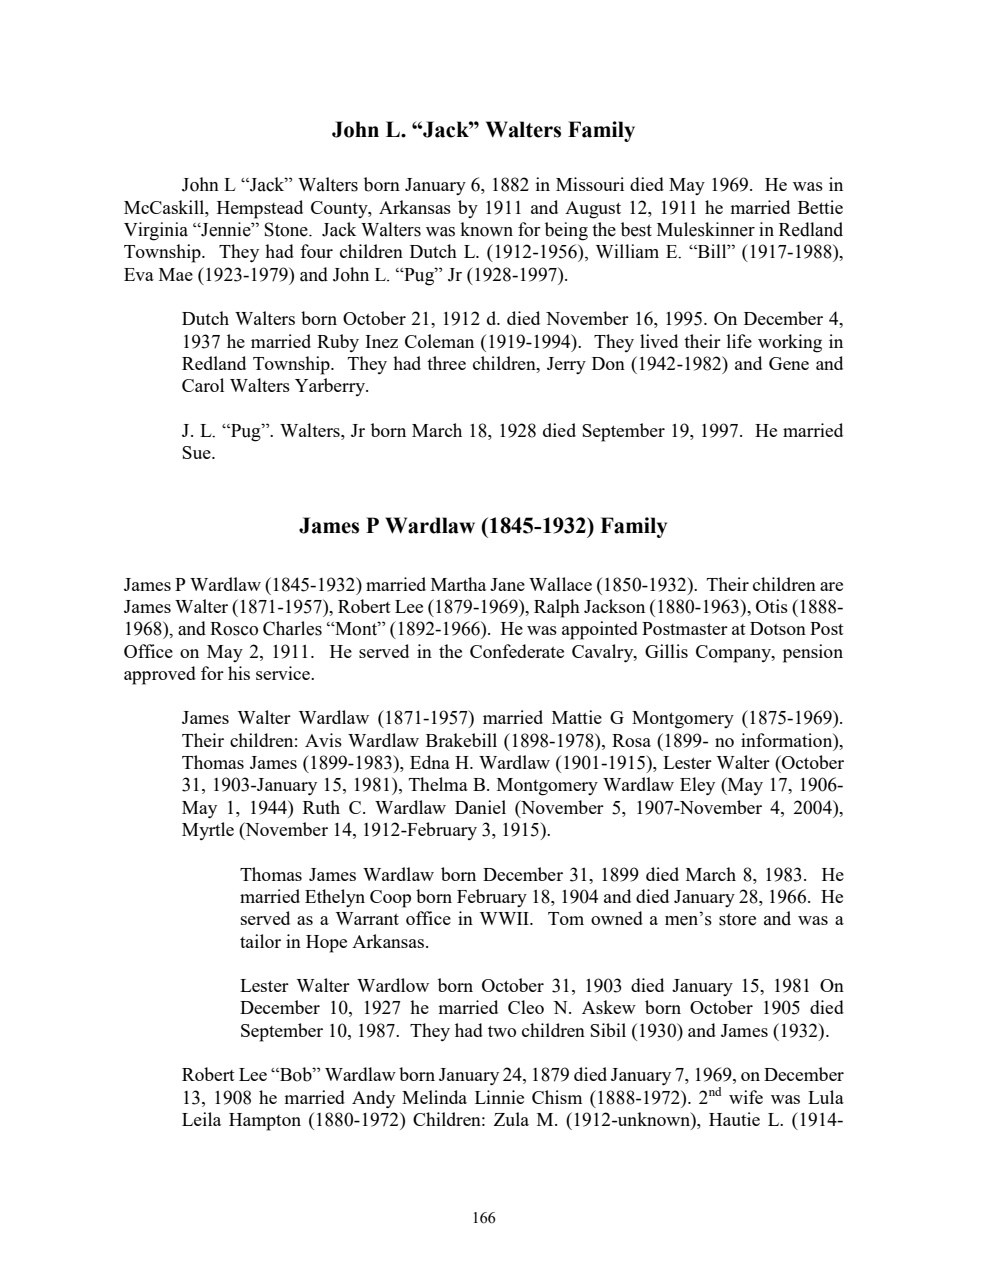 John L. “Jack” Walters Family
John L “Jack” Walters born January 6, 1882 in Missouri died May 1969. He was in
McCaskill, Hempstead County, Arkansas by 1911 and August 12, 1911 he married Bettie
Virginia “Jennie” Stone. Jack Walters was known for being the best Muleskinner in Redland
Township. They had four children Dutch L. (1912-1956), William E. “Bill” (1917-1988),
Eva Mae (1923-1979) and John L. “Pug” Jr (1928-1997).
Dutch Walters born October 21, 1912 d. died November 16, 1995. On December 4,
1937 he married Ruby Inez Coleman (1919-1994). They lived their life working in
Redland Township. They had three children, Jerry Don (1942-1982) and Gene and
Carol Walters Yarberry.
J. L. “Pug”. Walters, Jr born March 18, 1928 died September 19, 1997. He married
Sue.
James P Wardlaw (1845-1932) Family
James P Wardlaw (1845-1932) married Martha Jane Wallace (1850-1932). Their children are
James Walter (1871-1957), Robert Lee (1879-1969), Ralph Jackson (1880-1963), Otis (1888-
1968), and Rosco Charles “Mont” (1892-1966). He was appointed Postmaster at Dotson Post
Office on May 2, 1911. He served in the Confederate Cavalry, Gillis Company, pension
approved for his service.
James Walter Wardlaw (1871-1957) married Mattie G Montgomery (1875-1969).
Their children: Avis Wardlaw Brakebill (1898-1978), Rosa (1899- no information),
Thomas James (1899-1983), Edna H. Wardlaw (1901-1915), Lester Walter (October
31, 1903-January 15, 1981), Thelma B. Montgomery Wardlaw Eley (May 17, 1906-
May 1, 1944) Ruth C. Wardlaw Daniel (November 5, 1907-November 4, 2004),
Myrtle (November 14, 1912-February 3, 1915).
Thomas James Wardlaw born December 31, 1899 died March 8, 1983. He
married Ethelyn Coop born February 18, 1904 and died January 28, 1966. He
served as a Warrant office in WWII. Tom owned a men’s store and was a
tailor in Hope Arkansas.
Lester Walter Wardlow born October 31, 1903 died January 15, 1981 On
December 10, 1927 he married Cleo N. Askew born October 1905 died
September 10, 1987. They had two children Sibil (1930) and James (1932).
Robert Lee “Bob” Wardlaw born January 24, 1879 died January 7, 1969, on December
13, 1908 he married Andy Melinda Linnie Chism (1888-1972). 2nd wife was Lula
Leila Hampton (1880-1972) Children: Zula M. (1912-unknown), Hautie L. (1914-
166